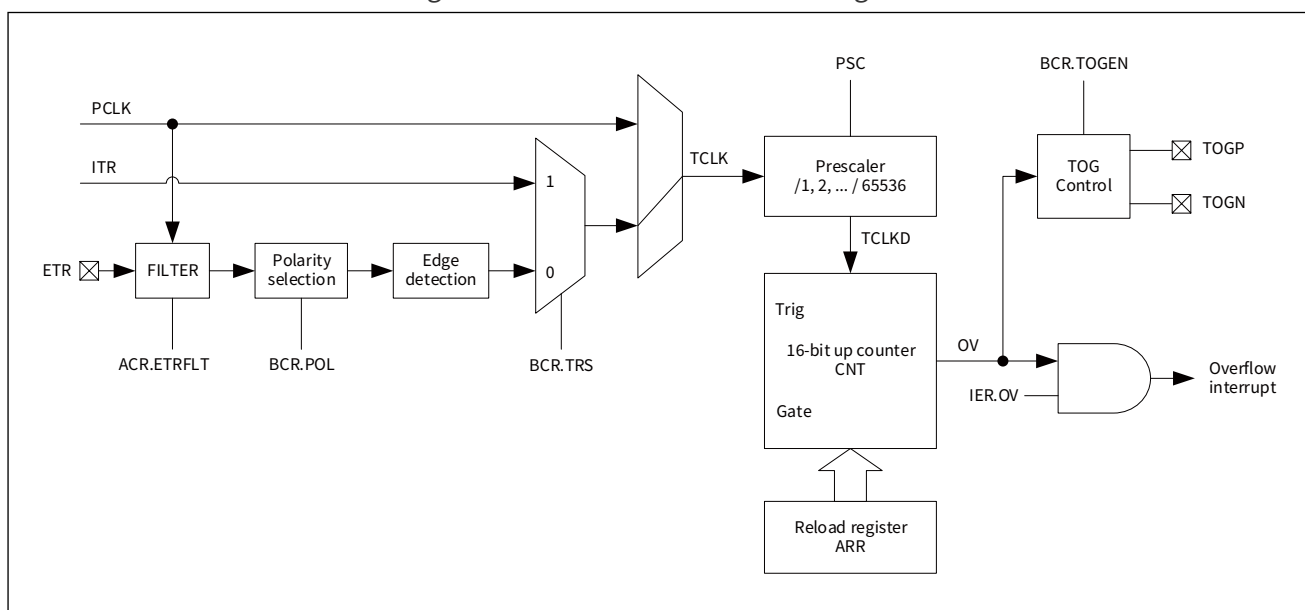 PSC
BCR.TOGEN
PCLK
ITR
1
TCLK
Prescaler
/1, 2, ... / 65536
TOG
Control
TOGP
TOGN
TCLKD
ETR
FILTER
Polarity
selection
Edge
detection
0
Trig
16-bit up counter
CNT
Gate
OV
IER.OV
Overflow
interrupt
ACR.ETRFLT
BCR.POL
BCR.TRS
Reload register
ARR